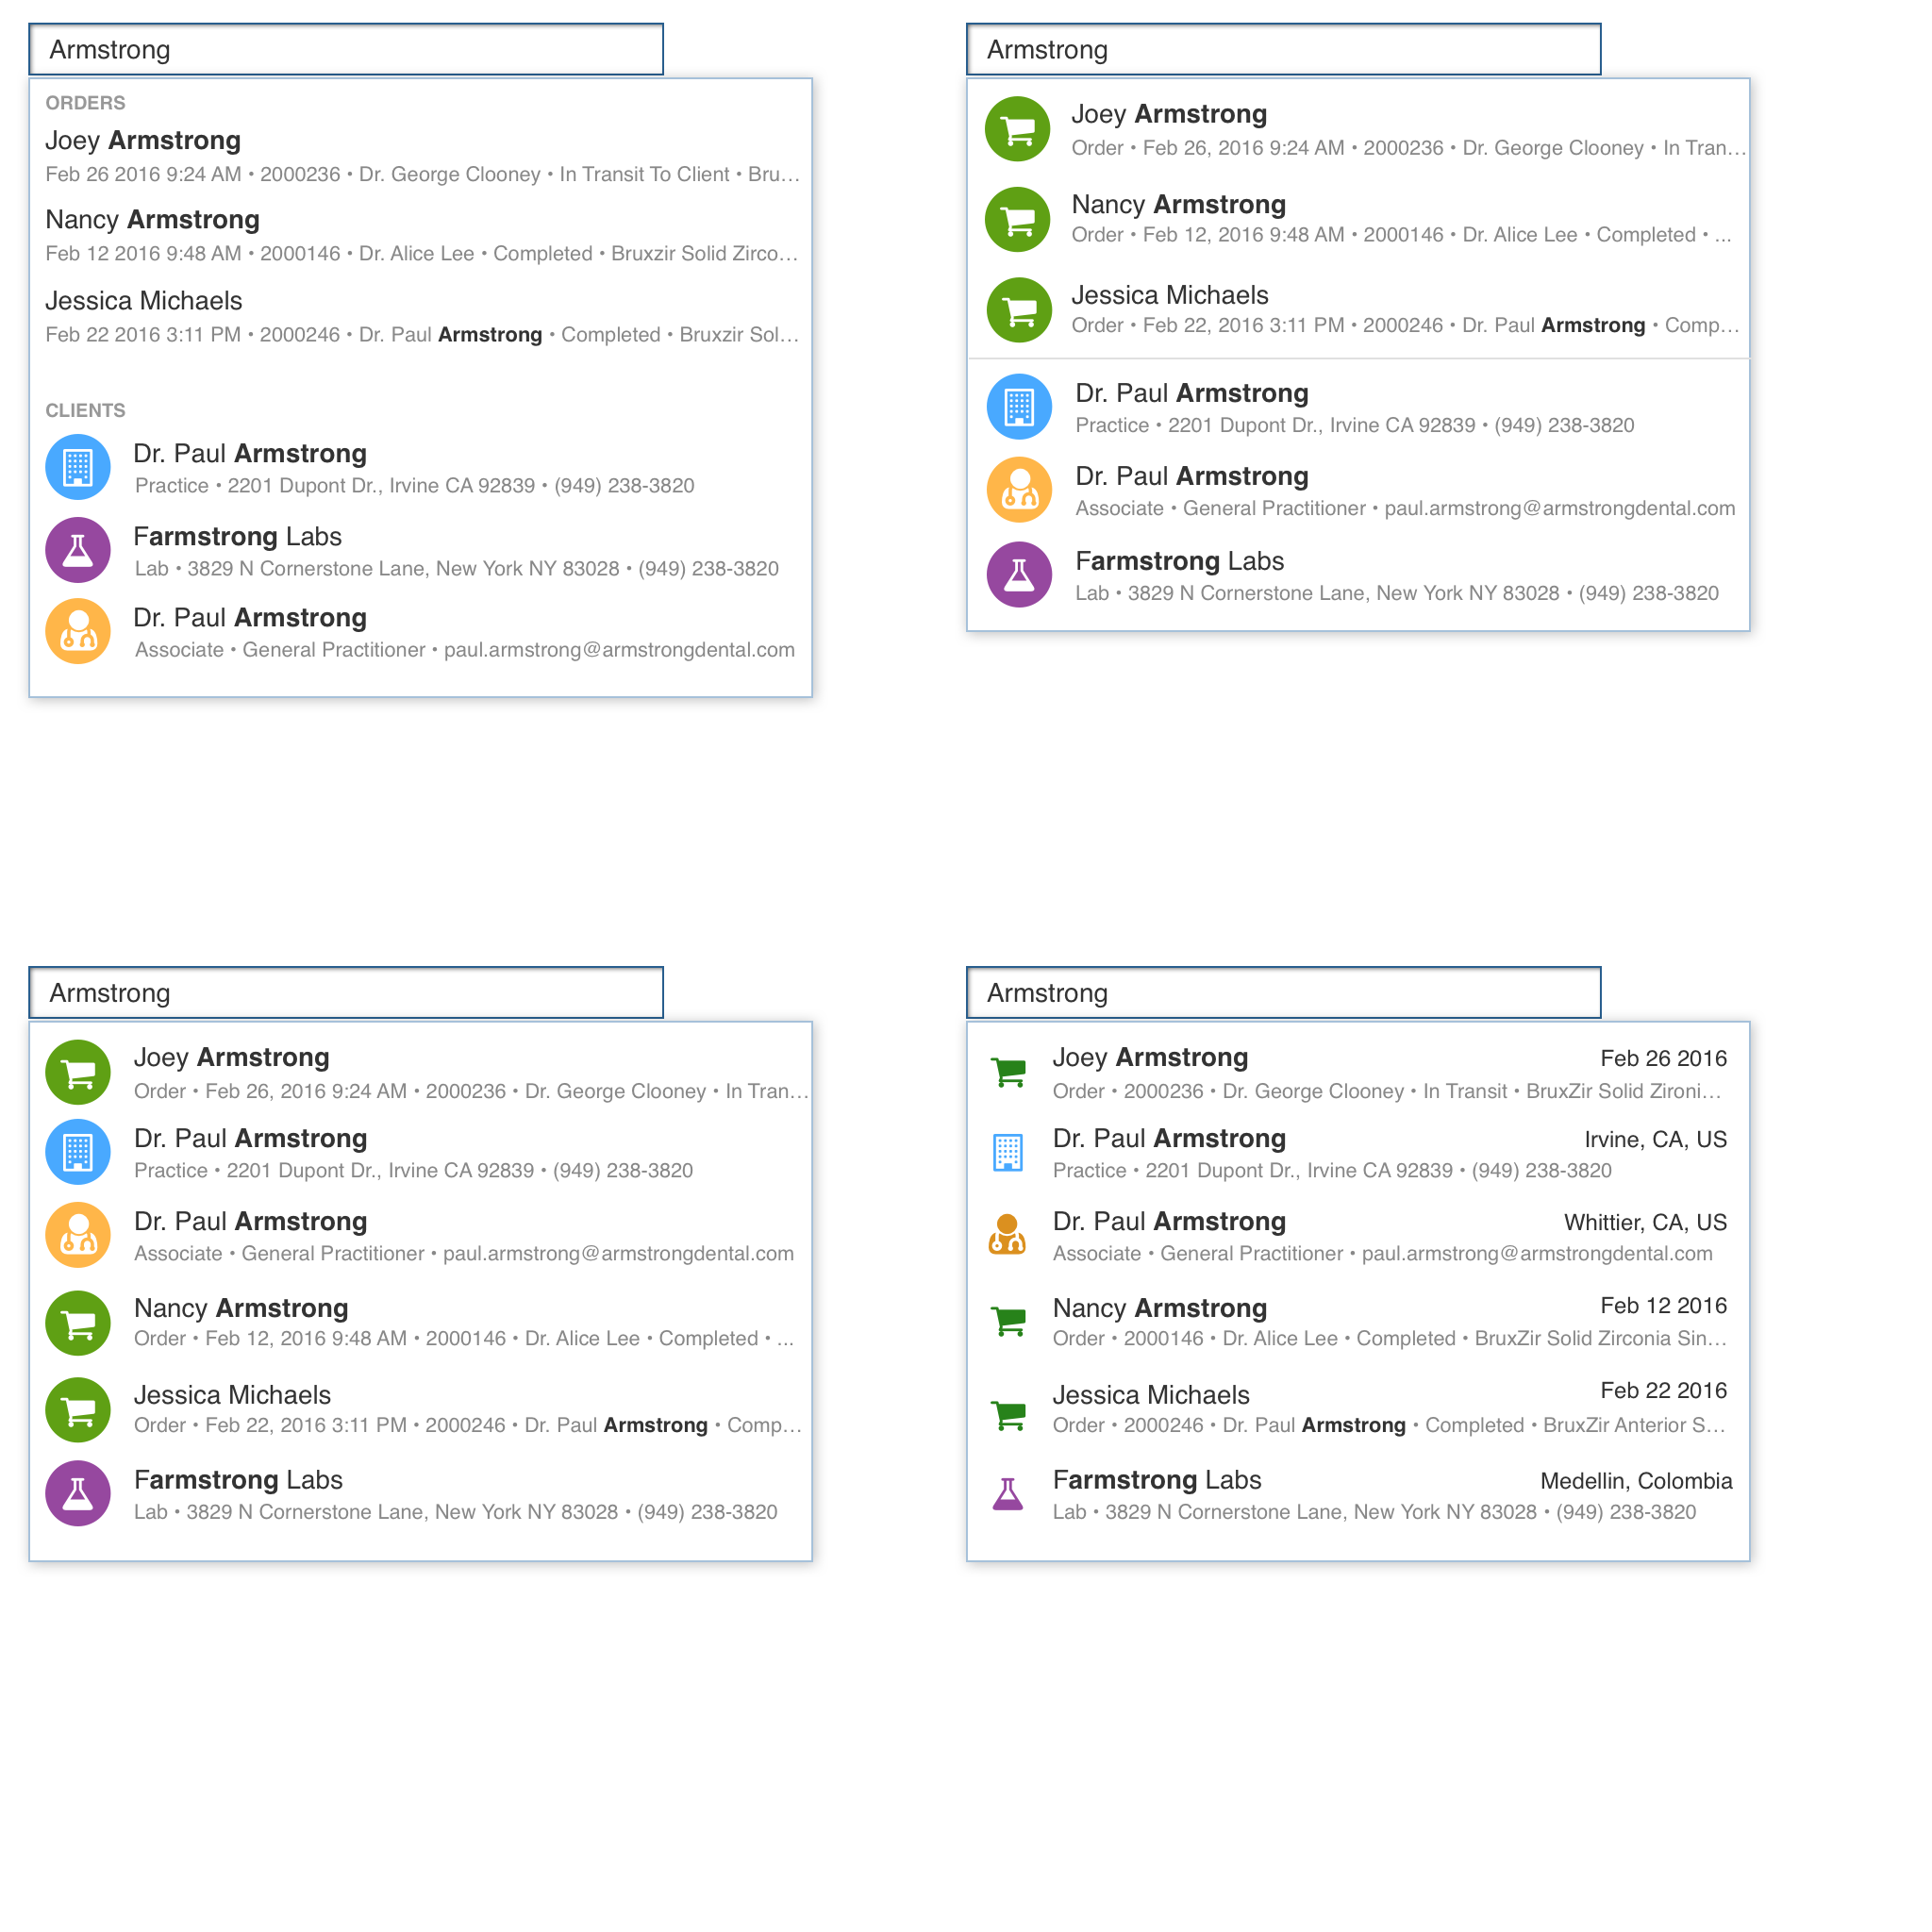 Armstrong
ORDERS
Joey Armstrong
Feb 26 2016 9:24 AM • 2000236 • Dr. George Clooney • In Transit To Client • Bru...
Nancy Armstrong
Feb 12 2016 9:48 AM • 2000146 • Dr. Alice Lee • Completed • Bruxzir Solid Zirco...
Jessica Michaels
Feb 22 2016 3:11 PM • 2000246 • Dr. Paul Armstrong • Completed • Bruxzir Sol...
CLIENTS
Dr. Paul Armstrong
Practice • 2201 Dupont Dr., Irvine CA 92839 • (949) 238-3820
Farmstrong Labs
Lab • 3829 N Cornerstone Lane, New York NY 83028 • (949) 238-3820
Dr. Paul Armstrong
Associate • General Practitioner • paul.armstrong@armstrongdental.com
Armstrong
Joey Armstrong
Order • Feb 26, 2016 9:24 AM • 2000236 • Dr. George Clooney • In Tran...
Nancy Armstrong
Order • Feb 12, 2016 9:48 AM • 2000146 • Dr. Alice Lee • Completed • ...
Jessica Michaels
Order • Feb 22, 2016 3:11 PM • 2000246 • Dr. Paul Armstrong • Comp...
Dr. Paul Armstrong
Practice • 2201 Dupont Dr., Irvine CA 92839 • (949) 238-3820
Dr. Paul Armstrong
Associate • General Practitioner • paul.armstrong@armstrongdental.com
Farmstrong Labs
Lab • 3829 N Cornerstone Lane, New York NY 83028 • (949) 238-3820
Armstrong
Joey Armstrong
Order • Feb 26, 2016 9:24 AM • 2000236 • Dr. George Clooney • In Tran...
Dr. Paul Armstrong
Practice • 2201 Dupont Dr., Irvine CA 92839 • (949) 238-3820
Dr. Paul Armstrong
Associate • General Practitioner • paul.armstrong@armstrongdental.com
Nancy Armstrong
Order • Feb 12, 2016 9:48 AM • 2000146 • Dr. Alice Lee • Completed • ...
Jessica Michaels
Order • Feb 22, 2016 3:11 PM • 2000246 • Dr. Paul Armstrong • Comp...
Farmstrong Labs
Lab • 3829 N Cornerstone Lane, New York NY 83028 • (949) 238-3820
Armstrong
Joey Armstrong Feb 26 2016
Order • 2000236 • Dr. George Clooney • In Transit • BruxZir Solid Zironi...
Dr. Paul Armstrong Irvine, CA, US
Practice • 2201 Dupont Dr., Irvine CA 92839 • (949) 238-3820
Dr. Paul Armstrong Whittier, CA, US
Associate • General Practitioner • paul.armstrong@armstrongdental.com
Nancy Armstrong Feb 12 2016
Order • 2000146 • Dr. Alice Lee • Completed • BruxZir Solid Zirconia Sin...
Jessica Michaels Feb 22 2016
Order • 2000246 • Dr. Paul Armstrong • Completed • BruxZir Anterior S...
Farmstrong Labs Medellin, Colombia
Lab • 3829 N Cornerstone Lane, New York NY 83028 • (949) 238-3820